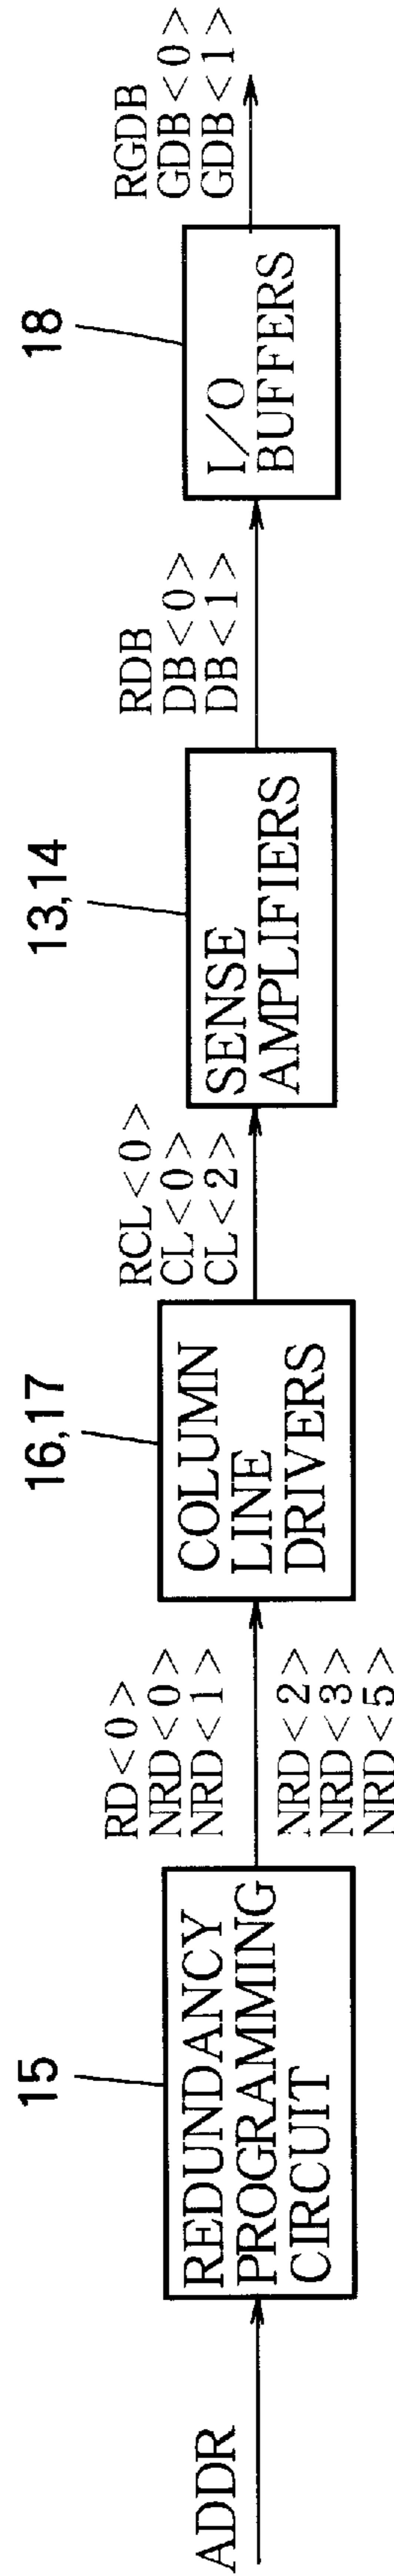 ADDR
15
REDUNDANCY
PROGRAMMING
CIRCUIT
RD<0>
NRD<0>
NRD<1>
NRD<2>
NRD<3>
NRD<5>
16,17
COLUMN
LINE
DRIVERS
RCL<0>
CL<0>
CL<2>
13,14
SENSE
AMPLIFIERS
RDB
DB<0>
DB<1>
18
I/O
BUFFERS
RGDB
GDB<0>
GDB<1>